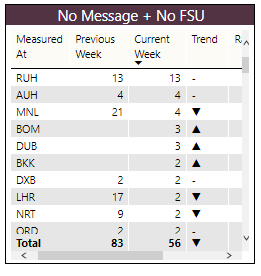 No Message + No FSU
Measured At Previous Week Current Week Trend
RUH 13 13 -
AUH 4 4 -
MNL 21 4 ▼
BOM 3 ▲
DUB 3 ▲
BKK 2 ▲
DXB 2 2 -
LHR 17 2 ▼
NRT 9 2 ▼
ORD 2 2 -
Total 83 56 ▼